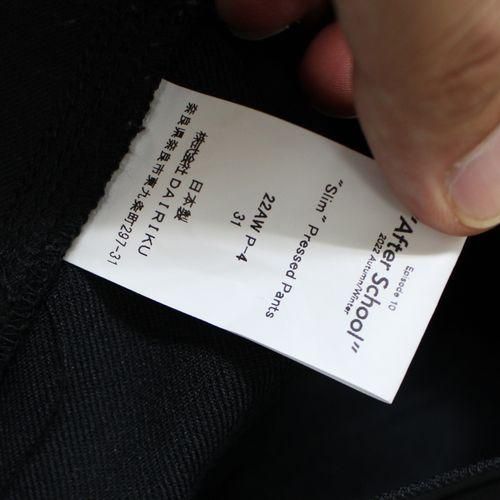 Episode 10
"After School"
2022 Autumn/Winter
"Slim" Pressed Pants
22AW P-4
31
日本製
株式会社 DAIRIKU
奈良県奈良市東九条町297-31